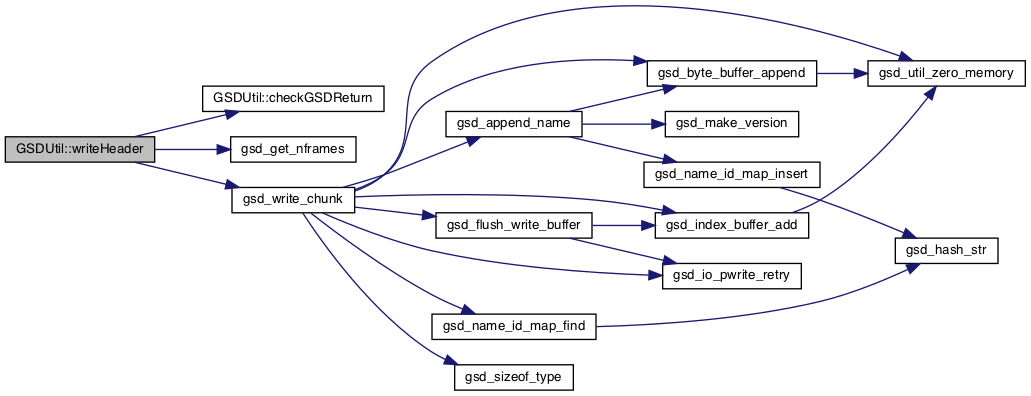 GSDUtil::writeHeader
GSDUtil::checkGSDReturn
gsd_get_nframes
gsd_write_chunk
gsd_append_name
gsd_flush_write_buffer
gsd_name_id_map_find
gsd_sizeof_type
gsd_byte_buffer_append
gsd_make_version
gsd_name_id_map_insert
gsd_index_buffer_add
gsd_io_pwrite_retry
gsd_util_zero_memory
gsd_hash_str